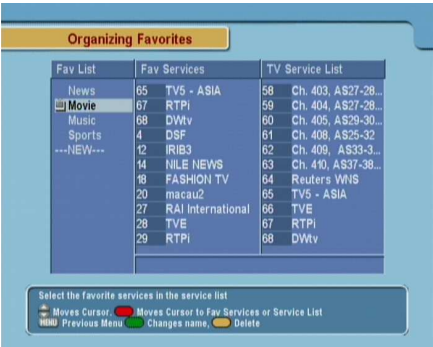 Organizing Favorites
Fav List Fav Services TV Service List
News 65 TV5 - ASIA 58 Ch. 403, AS27-28...
Movie 67 RTPi 59 Ch. 404, AS27-28...
Music 68 DWtv 60 Ch. 405, AS29-30...
Sports 4 DSF 61 Ch. 408, AS25-32
---NEW--- 12 IRIB3 62 Ch. 409, AS33-3...
14 NILE NEWS 63 Ch. 410, AS37-38...
18 FASHION TV 64 Reuters WNS
20 macau2 65 TV5 - ASIA
27 RAI International 66 TVE
28 TVE 67 RTPi
29 RTPi 68 DWtv
Select the favorite services in the service list
Moves Cursor, Moves Cursor to Fav Services or Service List
MENU Previous Menu Changes name, Delete